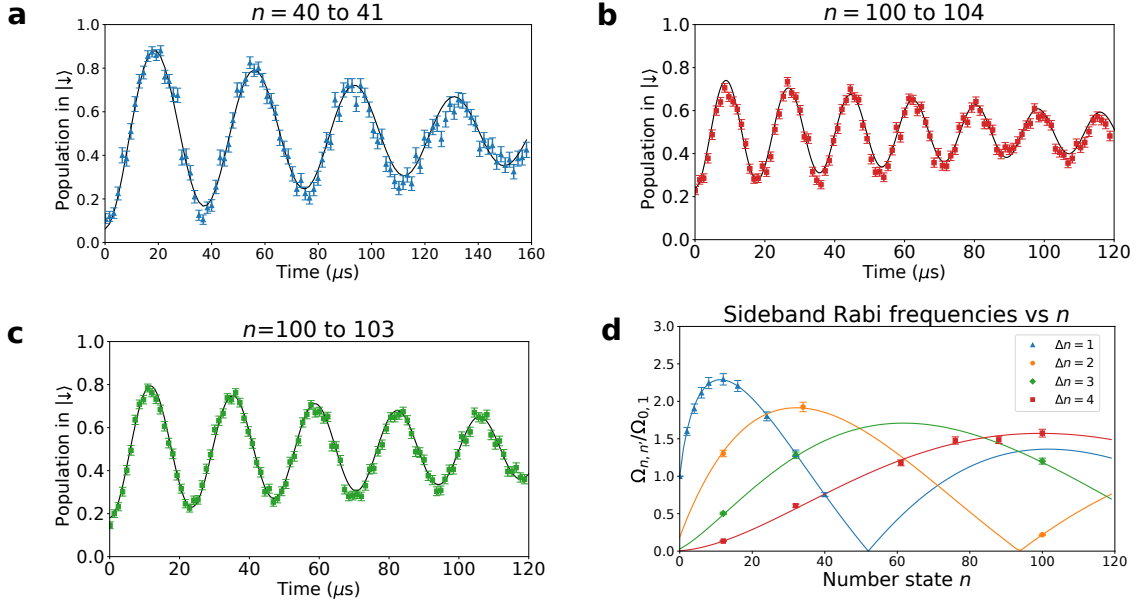 a
n = 40 to 41
Population in |↓⟩
1.0
0.8
0.6
0.4
0.2
0.0
0 20 40 60 80 100 120 140 160
Time (μs)
b
n = 100 to 104
Population in |↓⟩
1.0
0.8
0.6
0.4
0.2
0.0
0 20 40 60 80 100 120
Time (μs)
c
n=100 to 103
Population in |↓⟩
1.0
0.8
0.6
0.4
0.2
0.0
0 20 40 60 80 100 120
Time (μs)
d
Sideband Rabi frequencies vs n
Ωn,n′/Ω0,1
3.0
2.5
2.0
1.5
1.0
0.5
0.0
Δn = 1
Δn = 2
Δn = 3
Δn = 4
0 20 40 60 80 100 120
Number state n